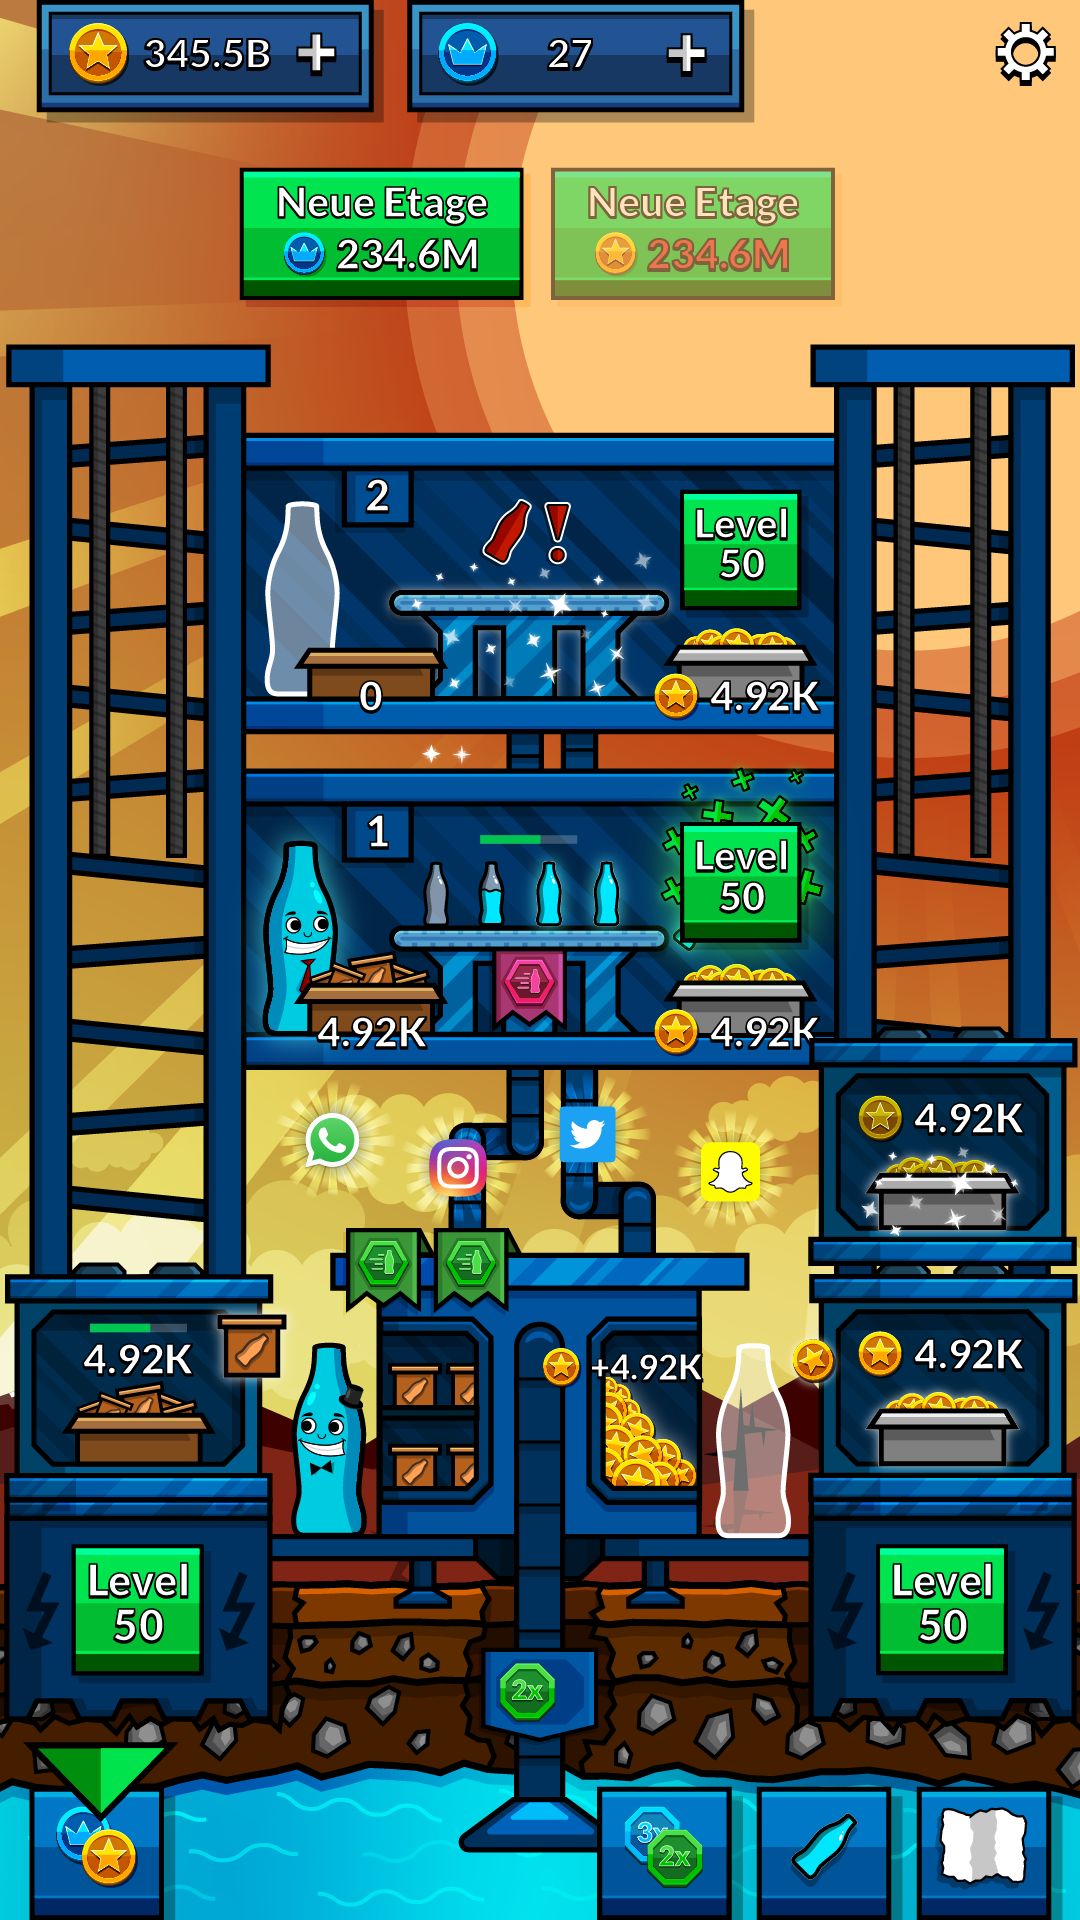 345.5B +
27 +
Neue Etage
234.6M
Neue Etage
234.6M
2
Level
50
0
4.92K
1
Level
50
4.92K
4.92K
4.92K
4.92K
+4.92K
4.92K
Level
50
Level
50
2x
3x
2x